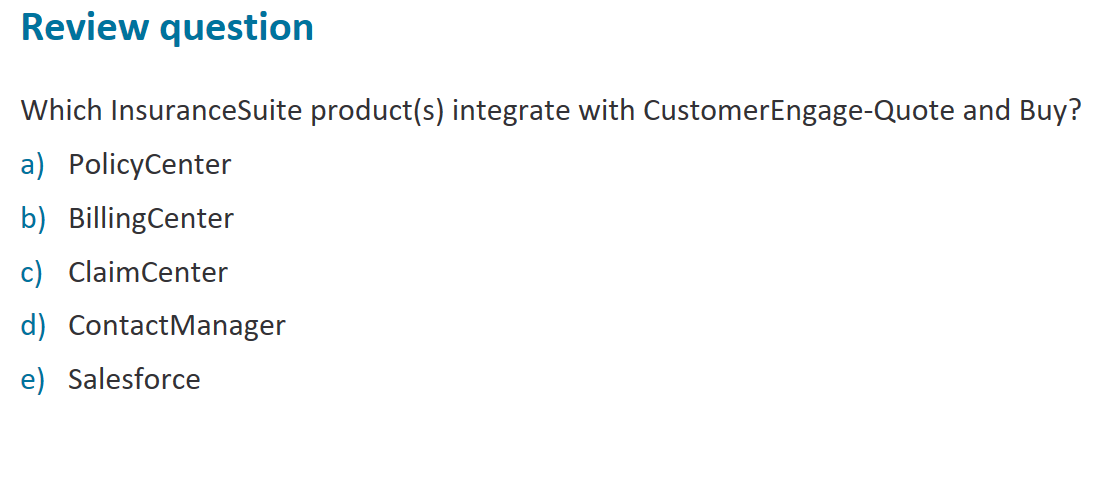 Review question
Which InsuranceSuite product(s) integrate with CustomerEngage-Quote and Buy?
a) PolicyCenter
b) BillingCenter
c) ClaimCenter
d) ContactManager
e) Salesforce